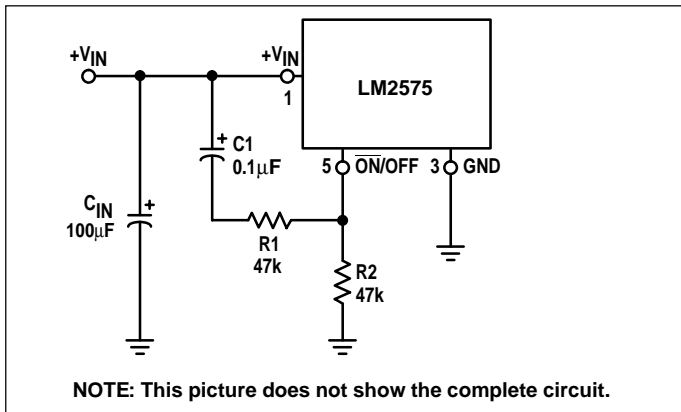 +VIN
+VIN
1
LM2575
C1
0.1µF
5
ON/OFF
3
GND
CIN
100µF
R1
47k
R2
47k
+
+
NOTE: This picture does not show the complete circuit.